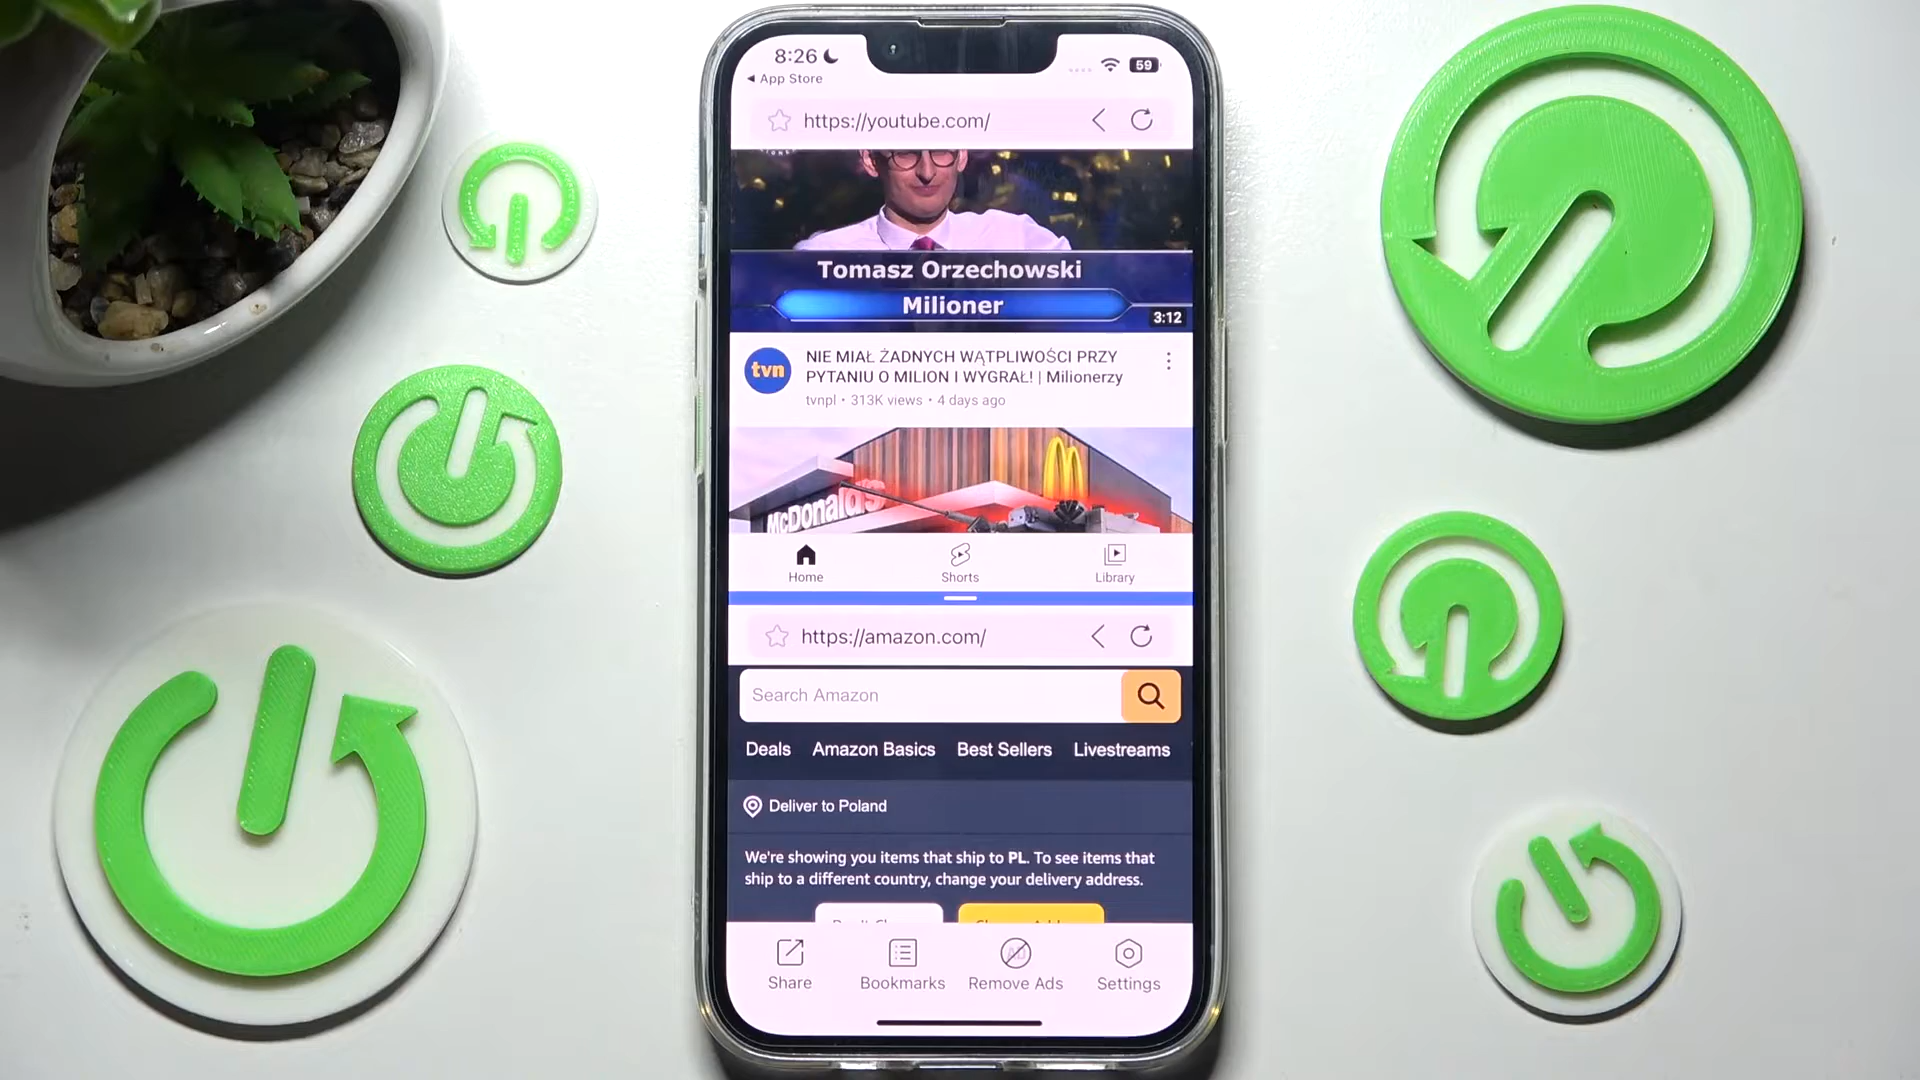 8:26
59
◂ App Store
https://youtube.com/
Tomasz Orzechowski
Milioner
3:12
tvn
NIE MIAŁ ŻADNYCH WĄTPLIWOŚCI PRZY
PYTANIU O MILION I WYGRAŁ! | Milionerzy
tvnpl • 313K views • 4 days ago
McDonald's
Home
Shorts
Library
https://amazon.com/
Search Amazon
Deals Amazon Basics Best Sellers Livestreams
Deliver to Poland
We're showing you items that ship to PL. To see items that
ship to a different country, change your delivery address.
AD
Share
Bookmarks
Remove Ads
Settings